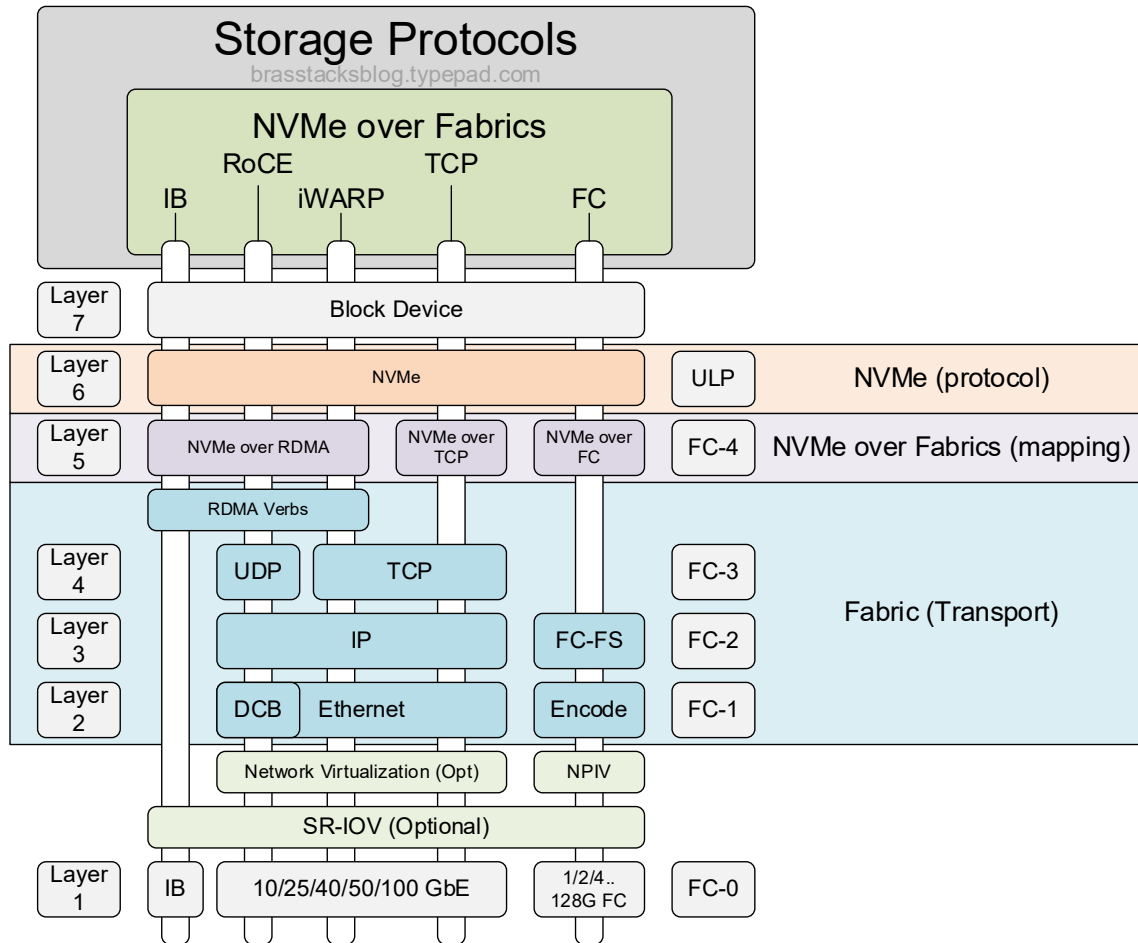 Storage Protocols
brasstacksblog.typepad.com
NVMe over Fabrics
RoCE
TCP
IB
iWARP
FC
Layer
7
Block Device
Layer
6
NVMe
ULP
NVMe (protocol)
Layer
5
NVMe over RDMA
NVMe over
TCP
NVMe over
FC
FC-4
NVMe over Fabrics (mapping)
RDMA Verbs
Layer
4
UDP
TCP
FC-3
Fabric (Transport)
Layer
3
IP
FC-FS
FC-2
Layer
2
DCB
Ethernet
Encode
FC-1
Network Virtualization (Opt)
NPIV
SR-IOV (Optional)
Layer
1
IB
10/25/40/50/100 GbE
1/2/4..
128G FC
FC-0